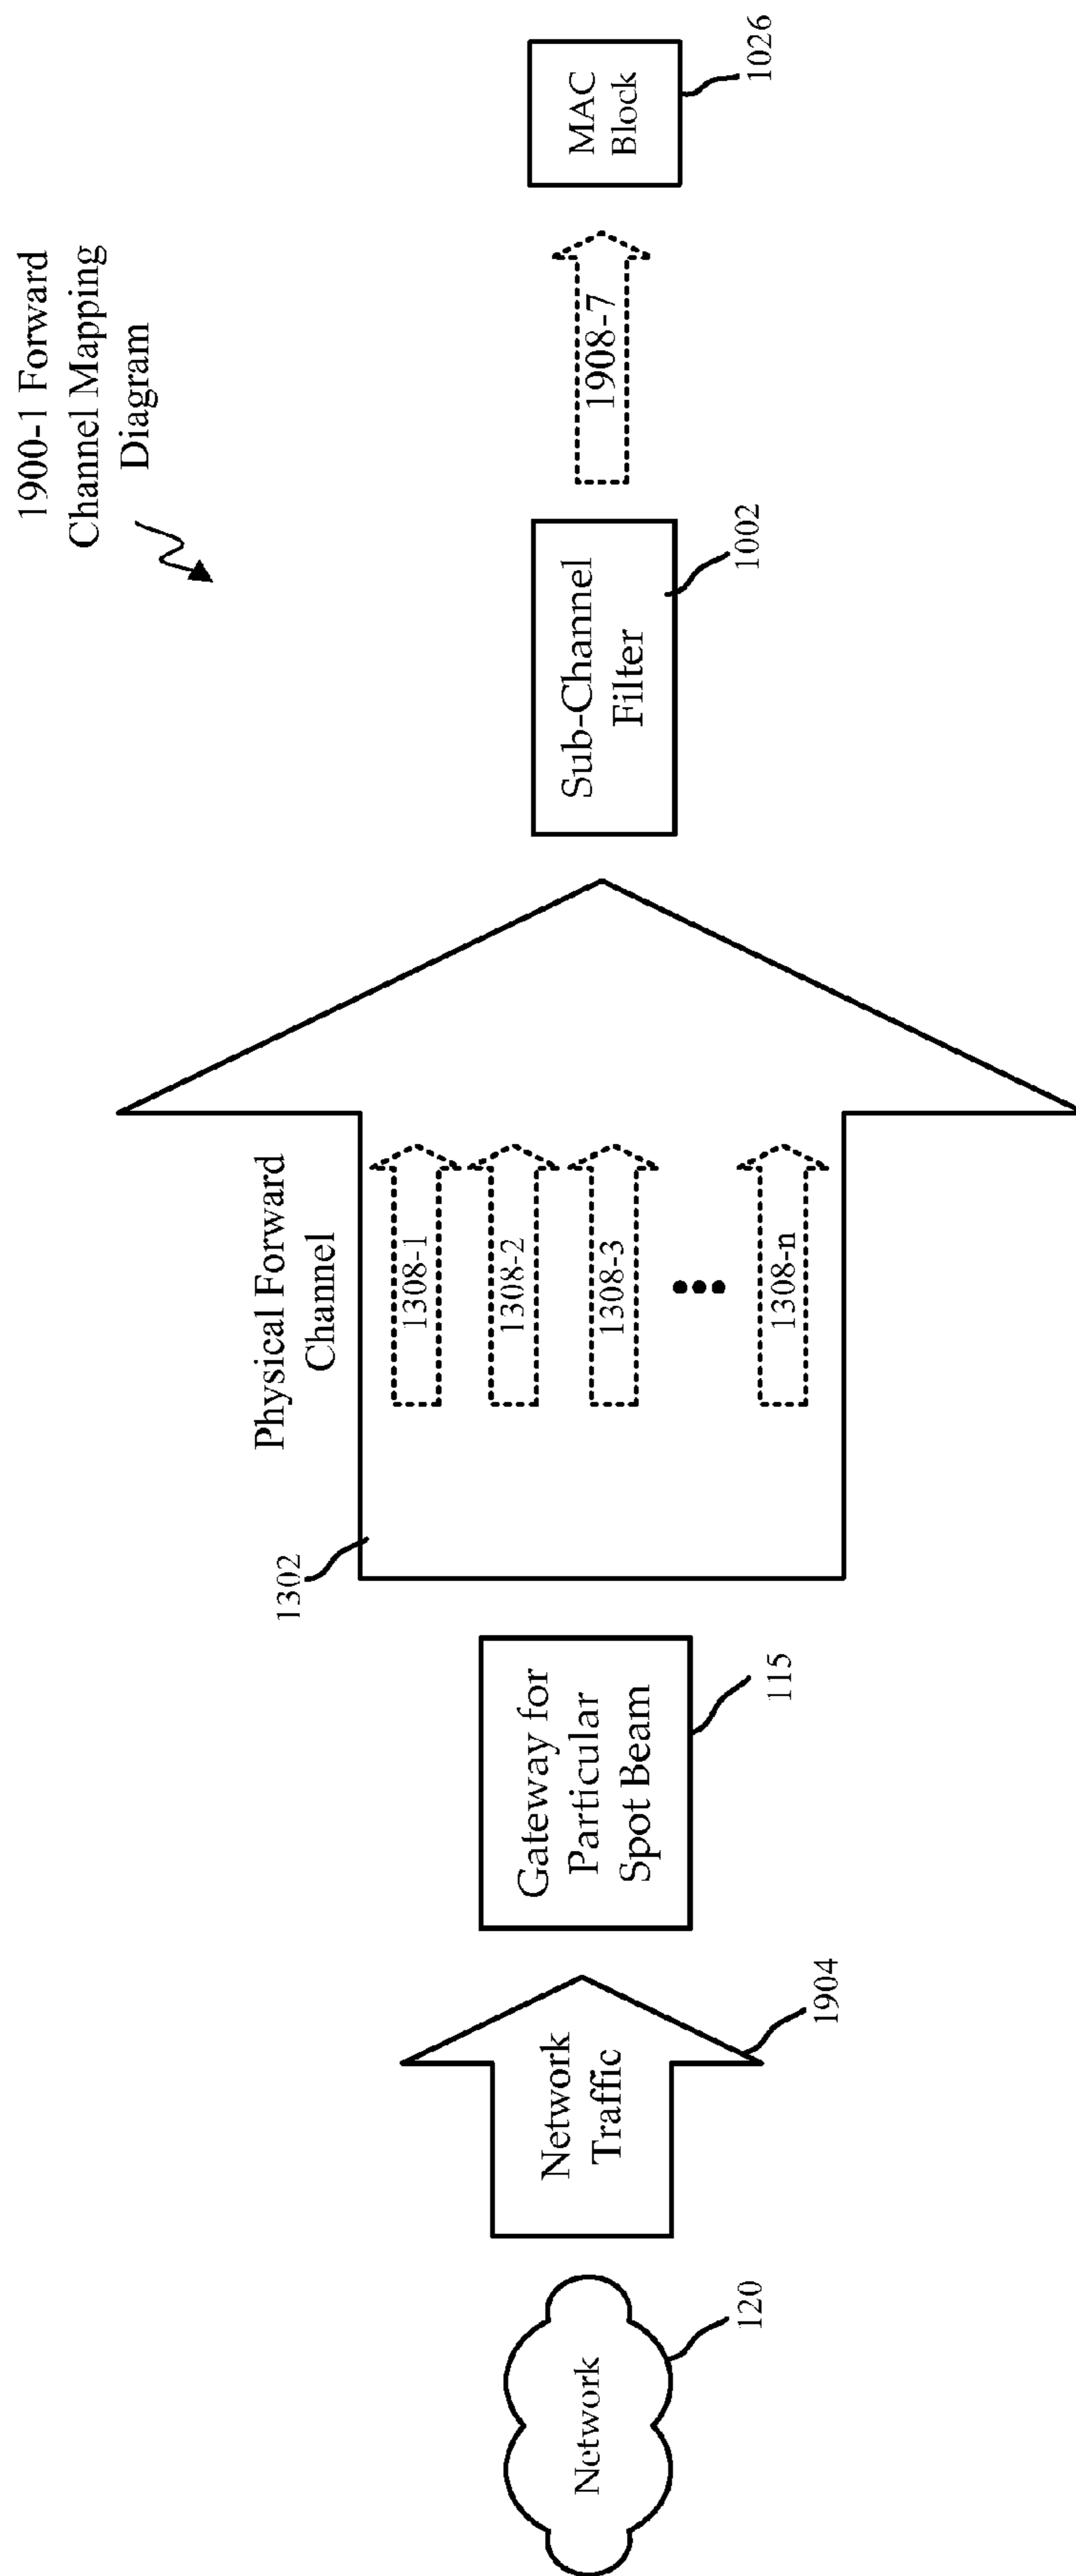 1900-1 Forward
Channel Mapping
Diagram
Network
120
Network
Traffic
1904
Gateway for
Particular
Spot Beam
115
1302
Physical Forward
Channel
1308-1
1308-2
1308-3
1308-n
Sub-Channel
Filter
1002
1908-7
MAC
Block
1026